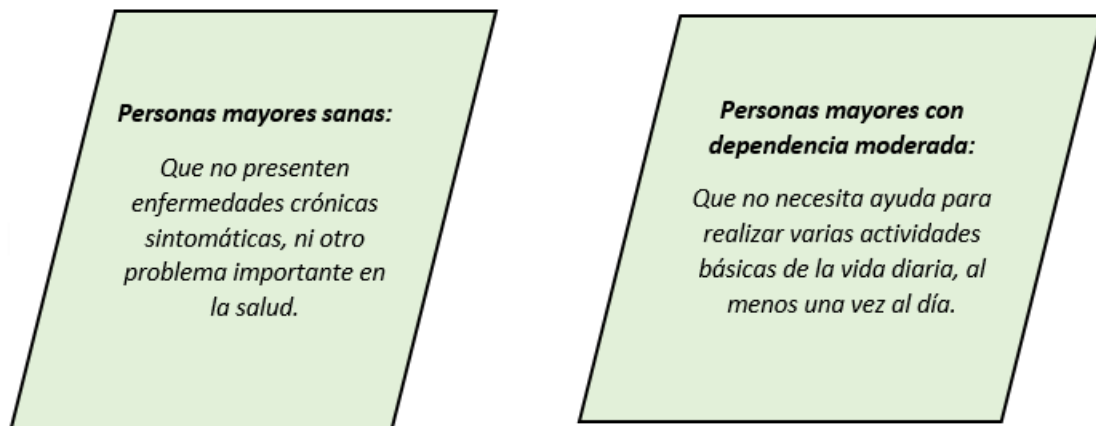 Personas mayores sanas:
Que no presenten
enfermedades crónicas
sintomáticas, ni otro
problema importante en
la salud.
Personas mayores con
dependencia moderada:
Que no necesita ayuda para
realizar varias actividades
básicas de la vida diaria, al
menos una vez al día.